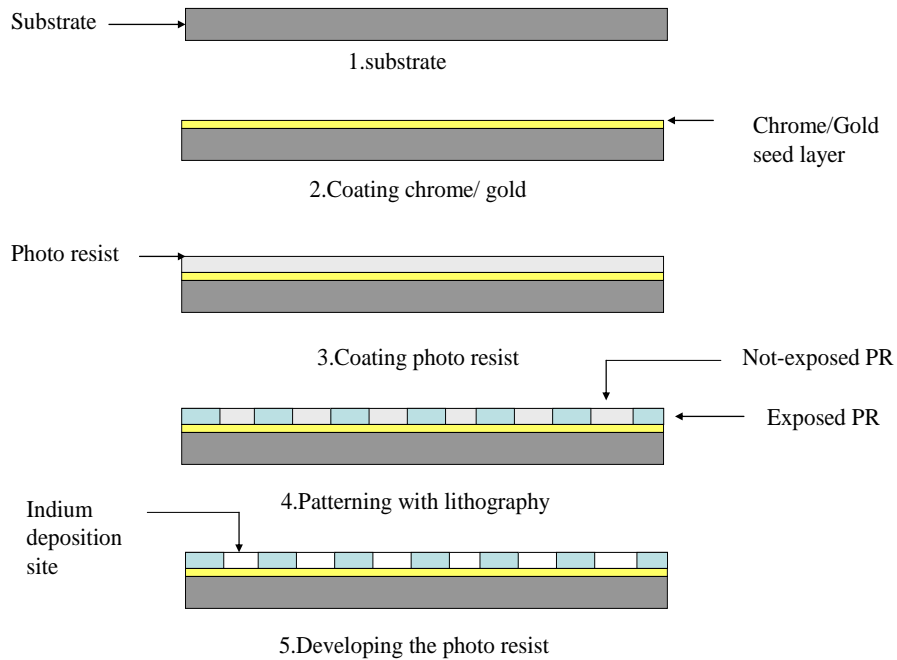 Substrate
1.substrate
Chrome/Gold
seed layer
2.Coating chrome/ gold
Photo resist
3.Coating photo resist
Not-exposed PR
Exposed PR
4.Patterning with lithography
Indium
deposition
site
5.Developing the photo resist